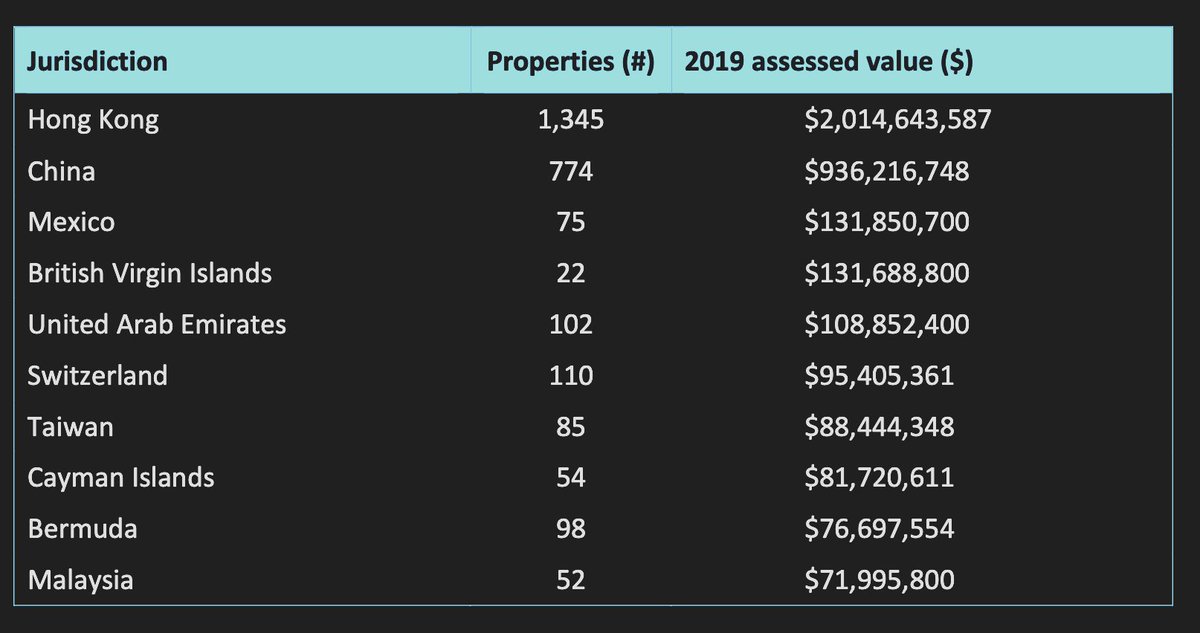 Jurisdiction Properties (#) 2019 assessed value ($)
Hong Kong 1,345 $2,014,643,587
China 774 $936,216,748
Mexico 75 $131,850,700
British Virgin Islands 22 $131,688,800
United Arab Emirates 102 $108,852,400
Switzerland 110 $95,405,361
Taiwan 85 $88,444,348
Cayman Islands 54 $81,720,611
Bermuda 98 $76,697,554
Malaysia 52 $71,995,800